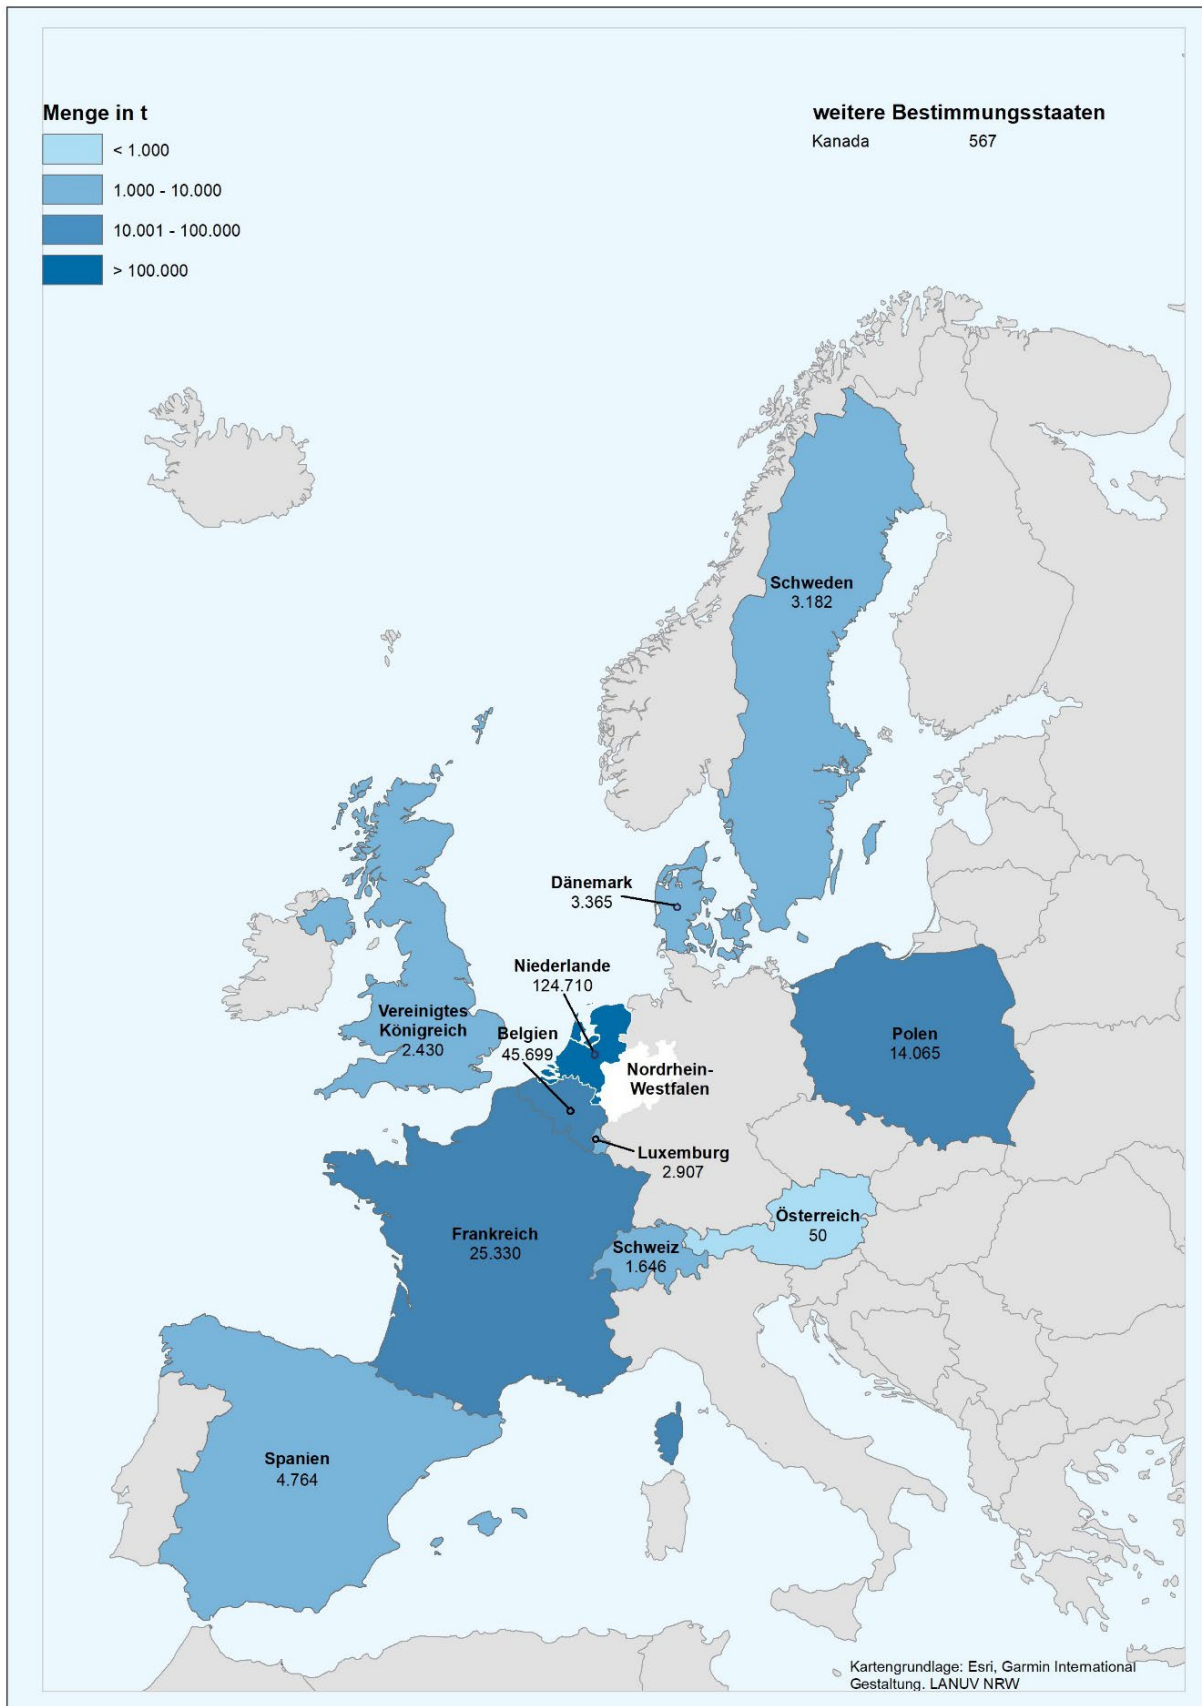 Menge in t
< 1.000
1.000 - 10.000
10.001 - 100.000
> 100.000
weitere Bestimmungsstaaten
Kanada 567
Schweden
3.182
Dänemark
3.365
Niederlande
124.710
Vereinigtes
Königreich
2.430
Belgien
45.699
Nordrhein-
Westfalen
Polen
14.065
Luxemburg
2.907
Österreich
50
Frankreich
25.330
Schweiz
1.646
Spanien
4.764
Kartengrundlage: Esri, Garmin International
Gestaltung. LANUV NRW